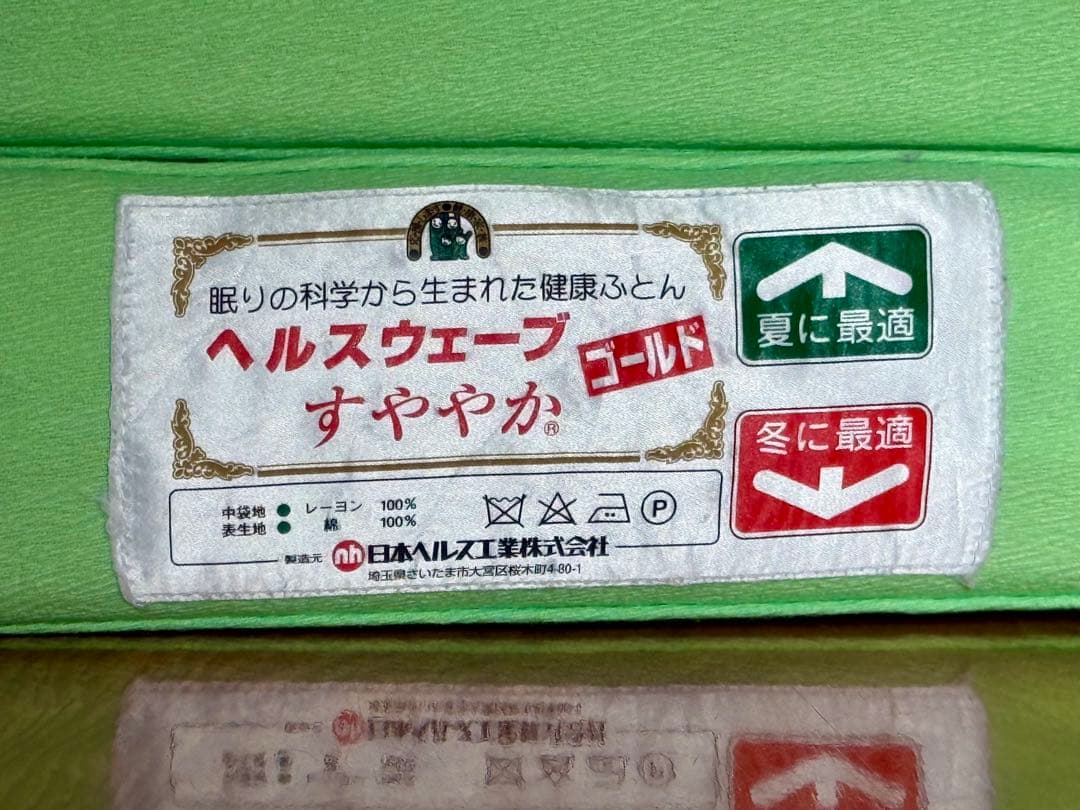 眠りの科学から生まれた健康ふとん
ヘルスウェーブ
ゴールド
すややか®
夏に最適
冬に最適
中袋地 ● レーヨン 100%
表生地 ● 綿 100%
P
製造元 nh 日本ヘルス工業株式会社
埼玉県さいたま市大宮区桜木町4-80-1